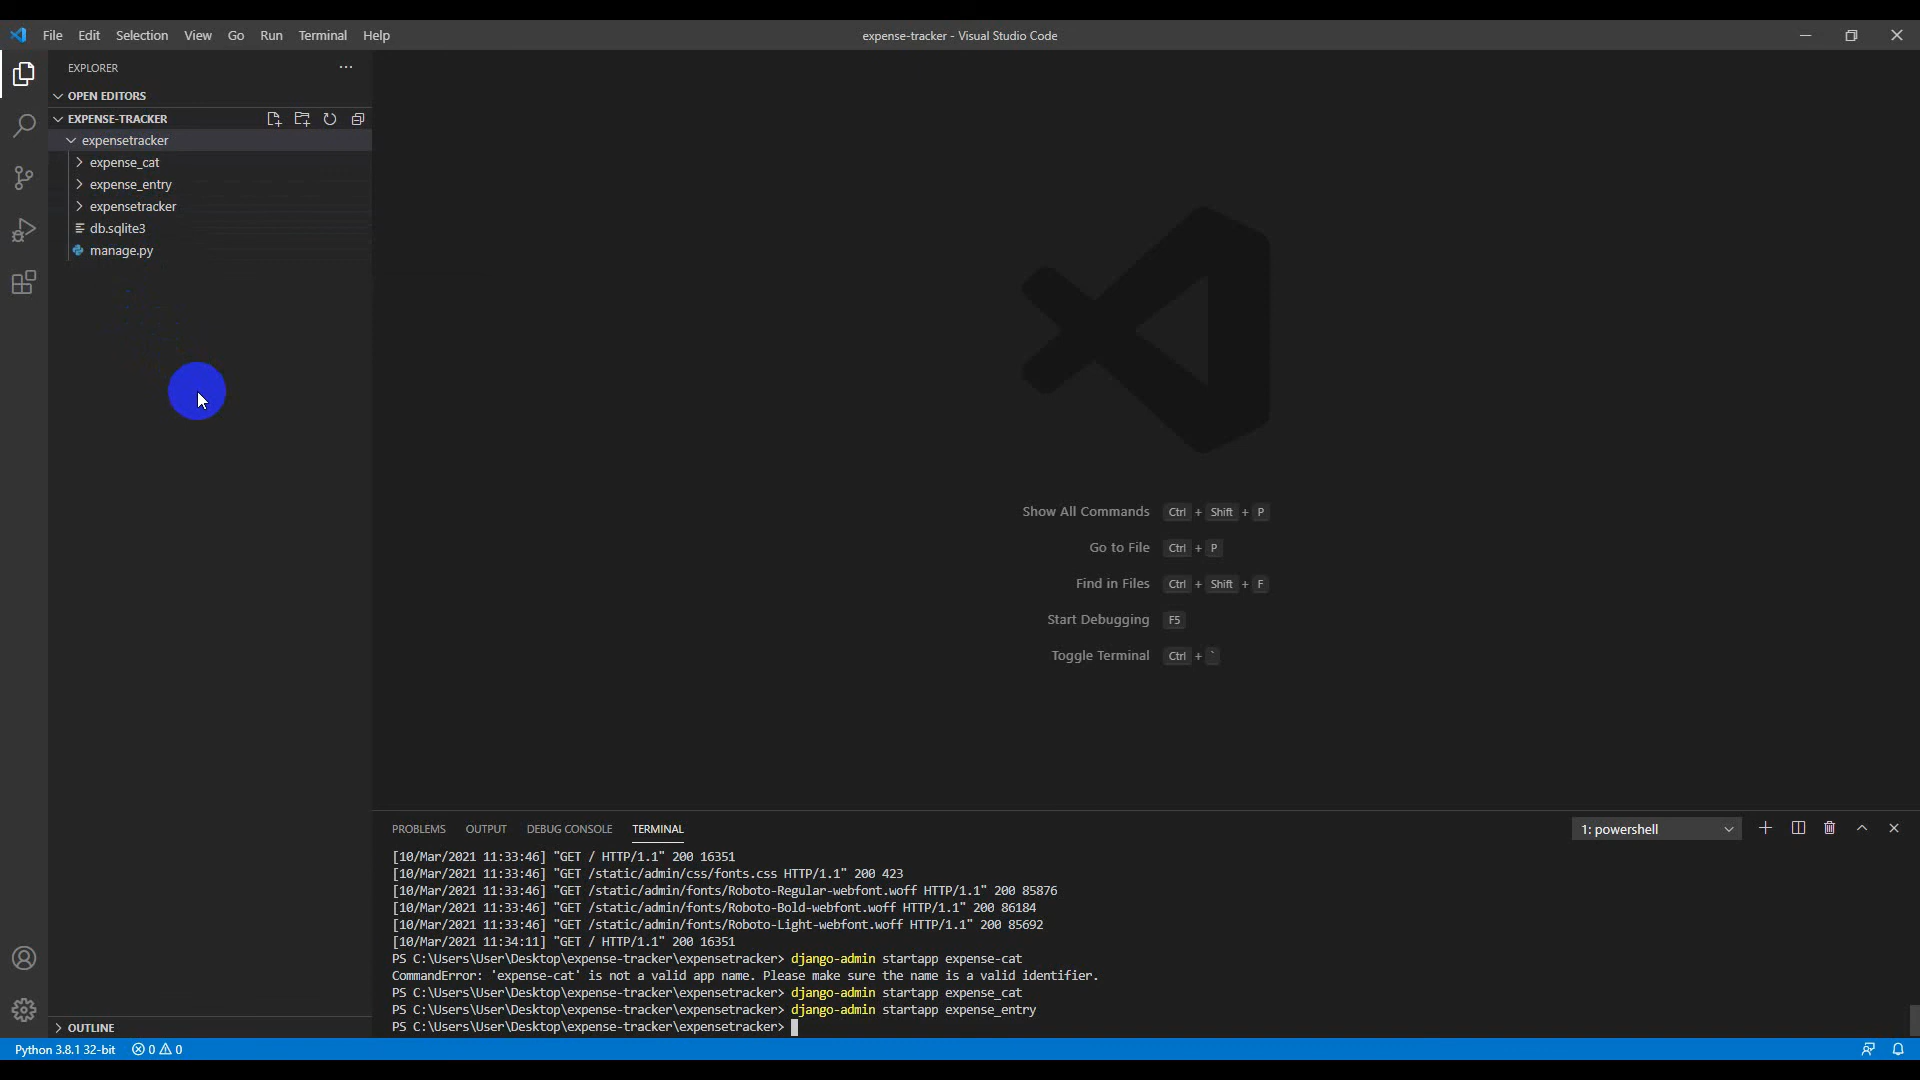 File Edit Selection View Go Run Terminal Help
expense-tracker - Visual Studio Code
EXPLORER
OPEN EDITORS
EXPENSE-TRACKER
expensetracker
expense_cat
expense_entry
expensetracker
db.sqlite3
manage.py
Show All Commands Ctrl + Shift + P
Go to File Ctrl + P
Find in Files Ctrl + Shift + F
Start Debugging F5
Toggle Terminal Ctrl + `
PROBLEMS OUTPUT DEBUG CONSOLE TERMINAL
1: powershell
[10/Mar/2021 11:33:46] "GET / HTTP/1.1" 200 16351
[10/Mar/2021 11:33:46] "GET /static/admin/css/fonts.css HTTP/1.1" 200 423
[10/Mar/2021 11:33:46] "GET /static/admin/fonts/Roboto-Regular-webfont.woff HTTP/1.1" 200 85876
[10/Mar/2021 11:33:46] "GET /static/admin/fonts/Roboto-Bold-webfont.woff HTTP/1.1" 200 86184
[10/Mar/2021 11:33:46] "GET /static/admin/fonts/Roboto-Light-webfont.woff HTTP/1.1" 200 85692
[10/Mar/2021 11:34:11] "GET / HTTP/1.1" 200 16351
PS C:\Users\User\Desktop\expense-tracker\expensetracker> django-admin startapp expense-cat
CommandError: 'expense-cat' is not a valid app name. Please make sure the name is a valid identifier.
PS C:\Users\User\Desktop\expense-tracker\expensetracker> django-admin startapp expense_cat
PS C:\Users\User\Desktop\expense-tracker\expensetracker> django-admin startapp expense_entry
PS C:\Users\User\Desktop\expense-tracker\expensetracker>
OUTLINE
Python 3.8.1 32-bit 0 0